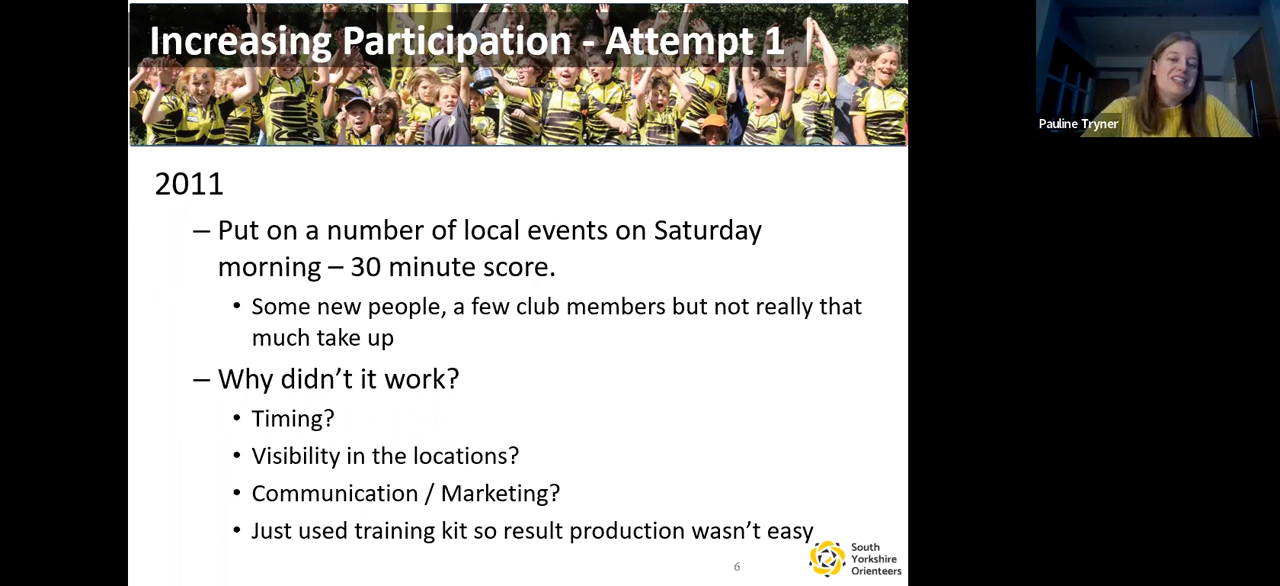 Increasing Participation - Attempt 1
Pauline Tryner
2011
– Put on a number of local events on Saturday
morning – 30 minute score.
• Some new people, a few club members but not really that
much take up
– Why didn’t it work?
• Timing?
• Visibility in the locations?
• Communication / Marketing?
• Just used training kit so result production wasn’t easy
6
South
Yorkshire
Orienteers